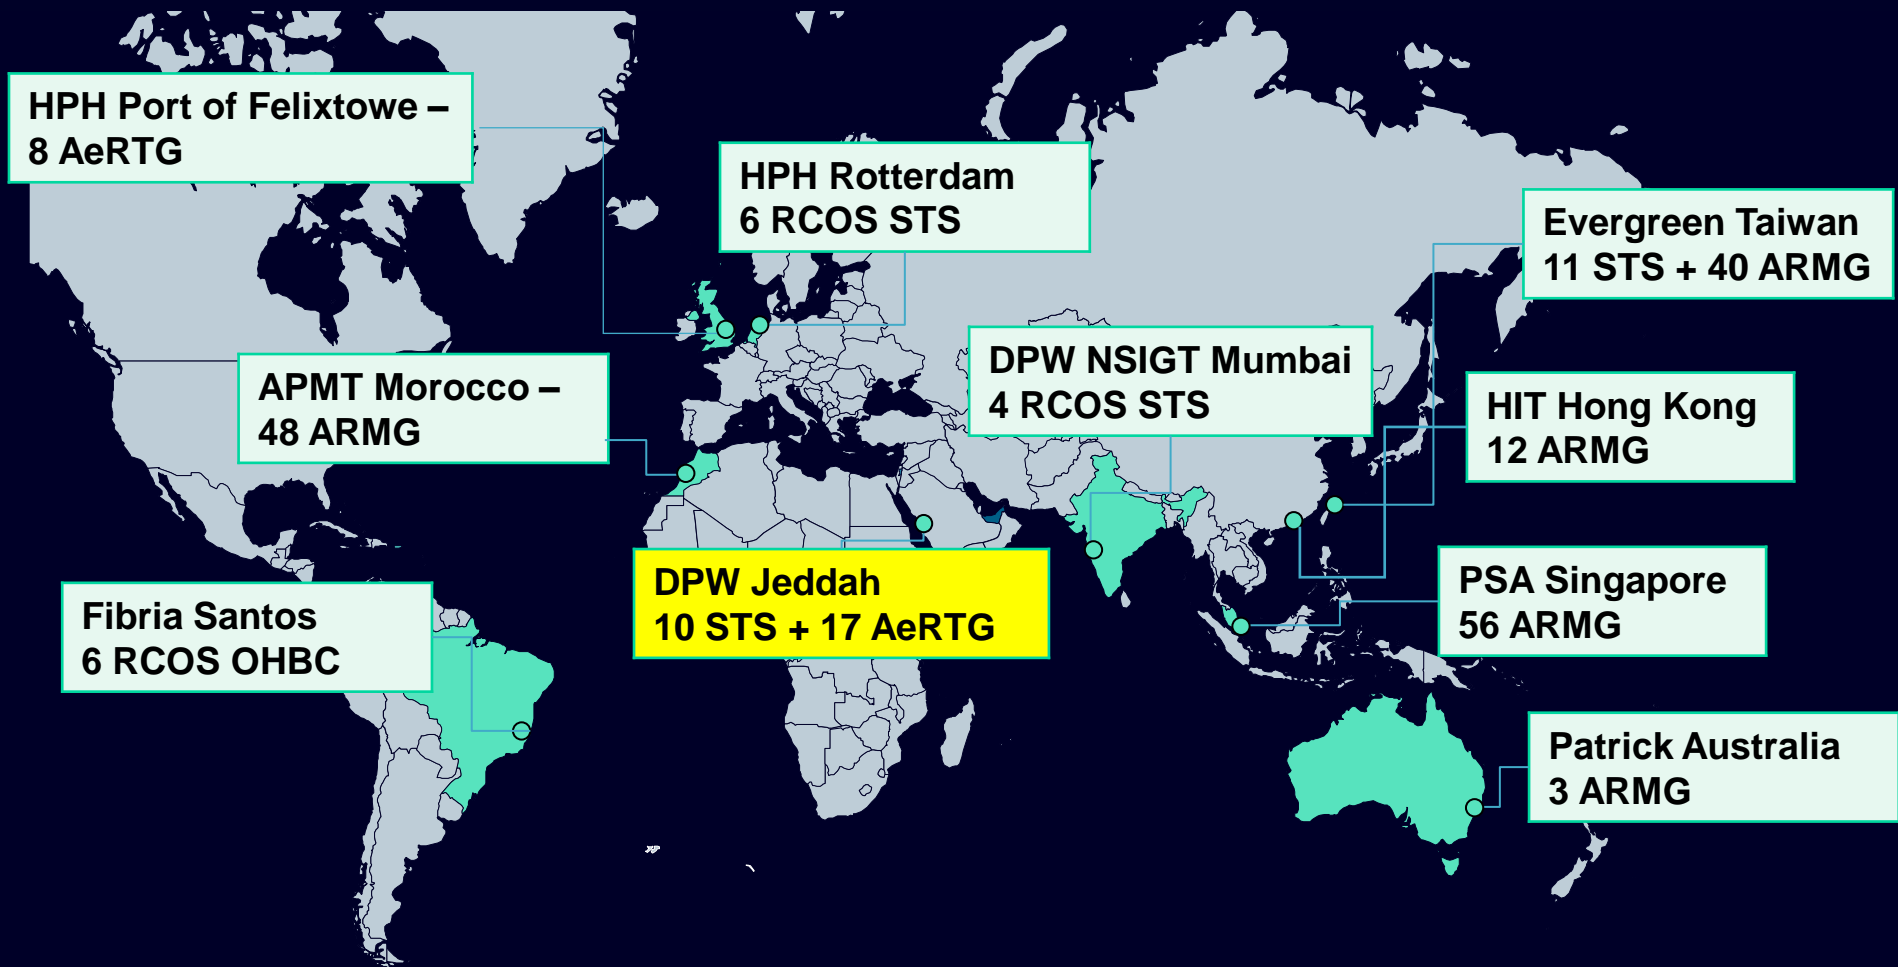 HPH Port of Felixtowe –
8 AeRTG
HPH Rotterdam
6 RCOS STS
Evergreen Taiwan
11 STS + 40 ARMG
DPW NSIGT Mumbai
4 RCOS STS
APMT Morocco –
48 ARMG
HIT Hong Kong
12 ARMG
DPW Jeddah
10 STS + 17 AeRTG
PSA Singapore
56 ARMG
Fibria Santos
6 RCOS OHBC
Patrick Australia
3 ARMG